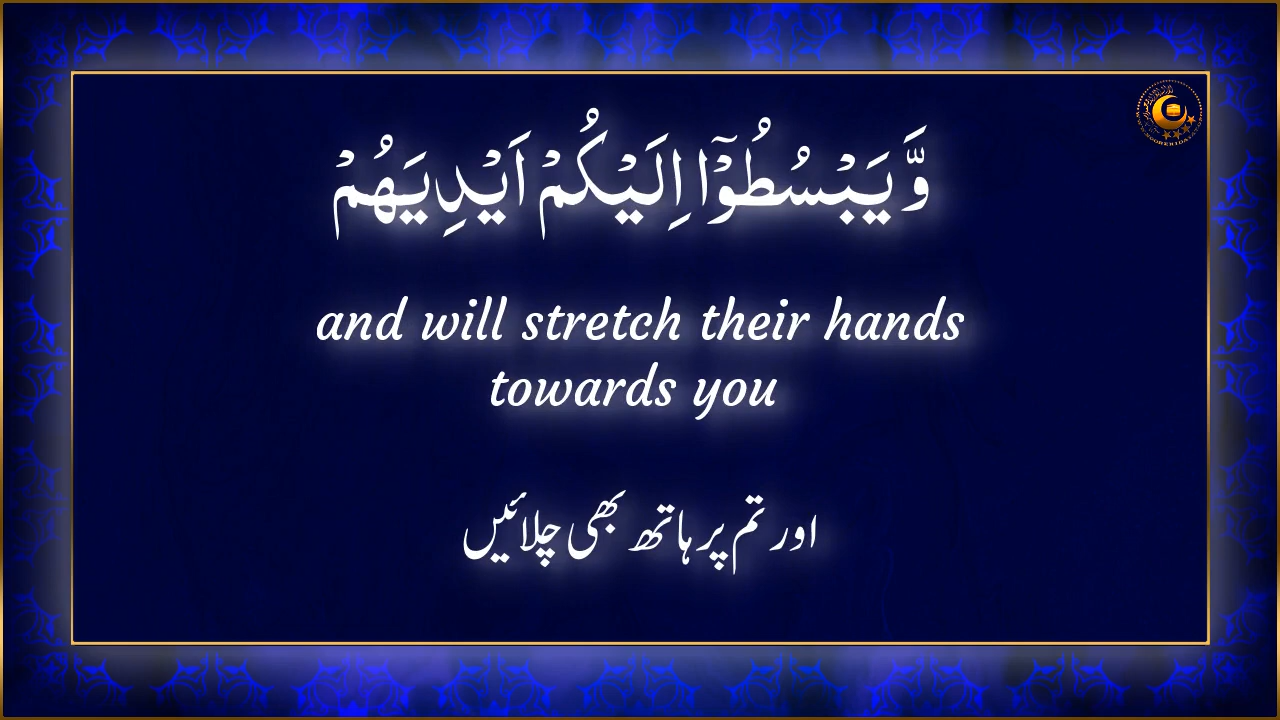 وَّيَبْسُطُوْۤا اِلَيْكُمْ اَيْدِيَهُمْ
and will stretch their hands
towards you
اور تم پر ہاتھ بھی چلائیں